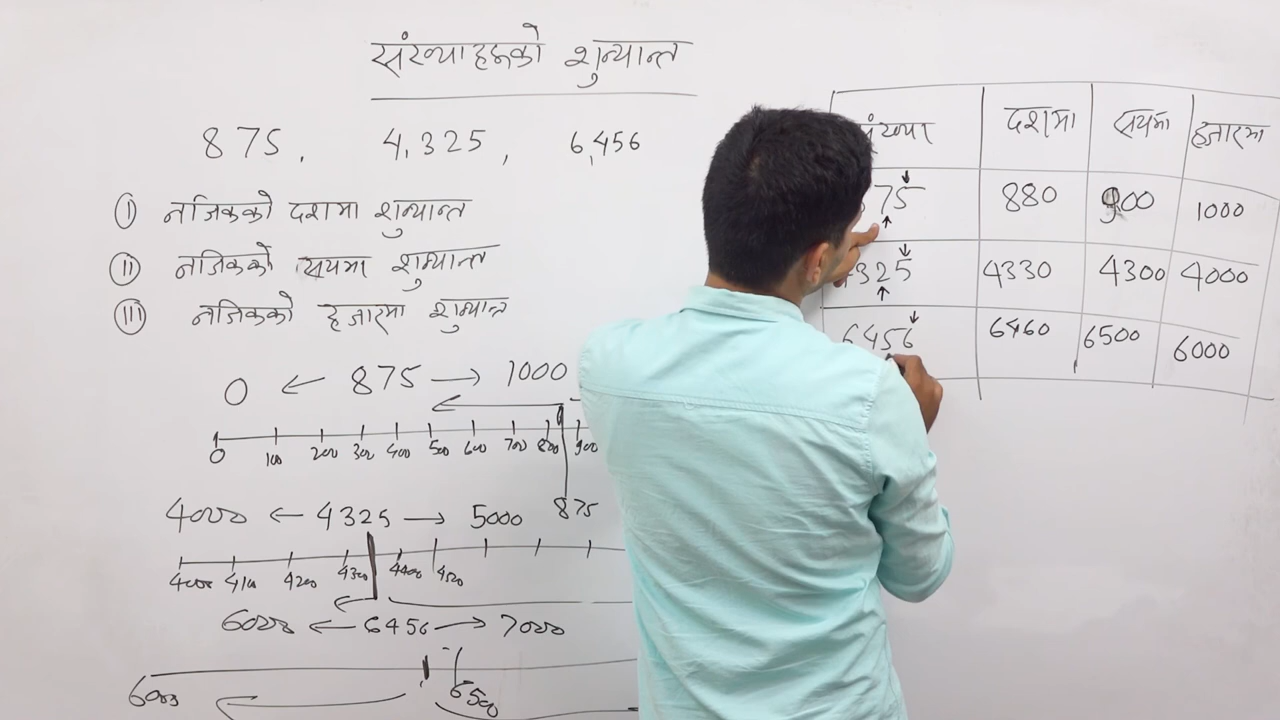 संख्याहरूको शुन्यान्त
875, 4,325, 6,456
(I) नजिकको दशमा शुन्यान्त
(II) नजिकको सयमा शुन्यान्त
(III) नजिकको हजारमा शुन्यान्त
0 ← 875 → 1000
0 100 200 300 400 500 600 700 800 900
875
4000 ← 4325 → 5000
4000 4100 4200 4300 4400 4500
6000 ← 6456 → 7000
6000 6500
संख्या दशमा सयमा हजारमा
75 880 900 1000
4325 4330 4300 4000
6456 6460 6500 6000